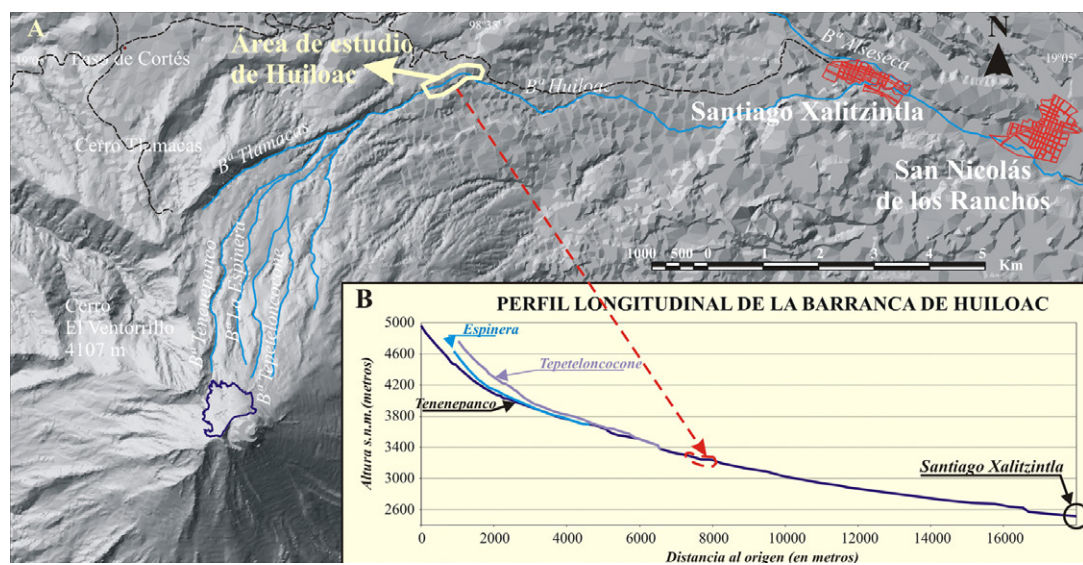 A
98°38'
19°05'
Paso de Cortés
Área de estudio
de Huiloac
Bª Huiloac
Bª Alseseca
N
19°05'
Santiago Xalitzintla
San Nicolás
de los Ranchos
Cerro Tlamacas
Bª Tlamacas
Bª Tenenepanco
Bª La Espinera
Bª Tepeteloncocone
Cerro
El Ventorrillo
4107 m
1000 500 0 1 2 3 4 5
Km
B PERFIL LONGITUDINAL DE LA BARRANCA DE HUILOAC
Altura s.n.m.(metros)
5000
4600
4200
3800
3400
3000
2600
Espinera
Tepeteloncocone
Tenenepanco
Santiago Xalitzintla
0 2000 4000 6000 8000 10000 12000 14000 16000
Distancia al origen (en metros)